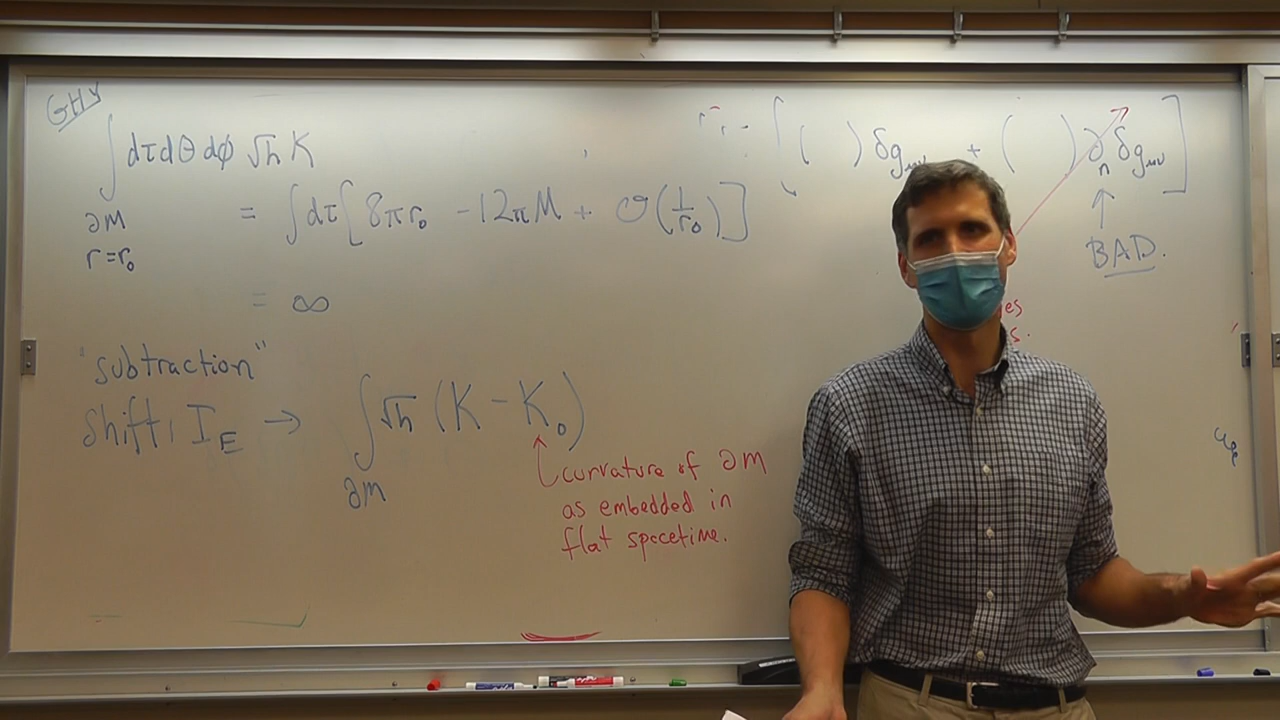 GHY
∫ dτ dθ dϕ √h K
∂M
r=r₀
= ∫dτ [8πr₀ - 12πM + O(1/r₀)]
= ∞
"subtraction"
Shift: I_E → ∫ √h (K - K₀)
∂M
curvature of ∂M
as embedded in
flat spacetime.
[( ) δg_μν + ( ) ∂_n δg_μν]
BAD.